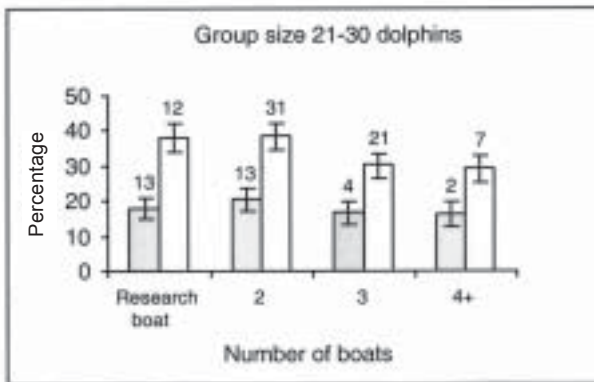 Group size 21-30 dolphins
Percentage
50
40
30
20
10
0
13 12 13 31 4 21 2 7
Research boat 2 3 4+
Number of boats